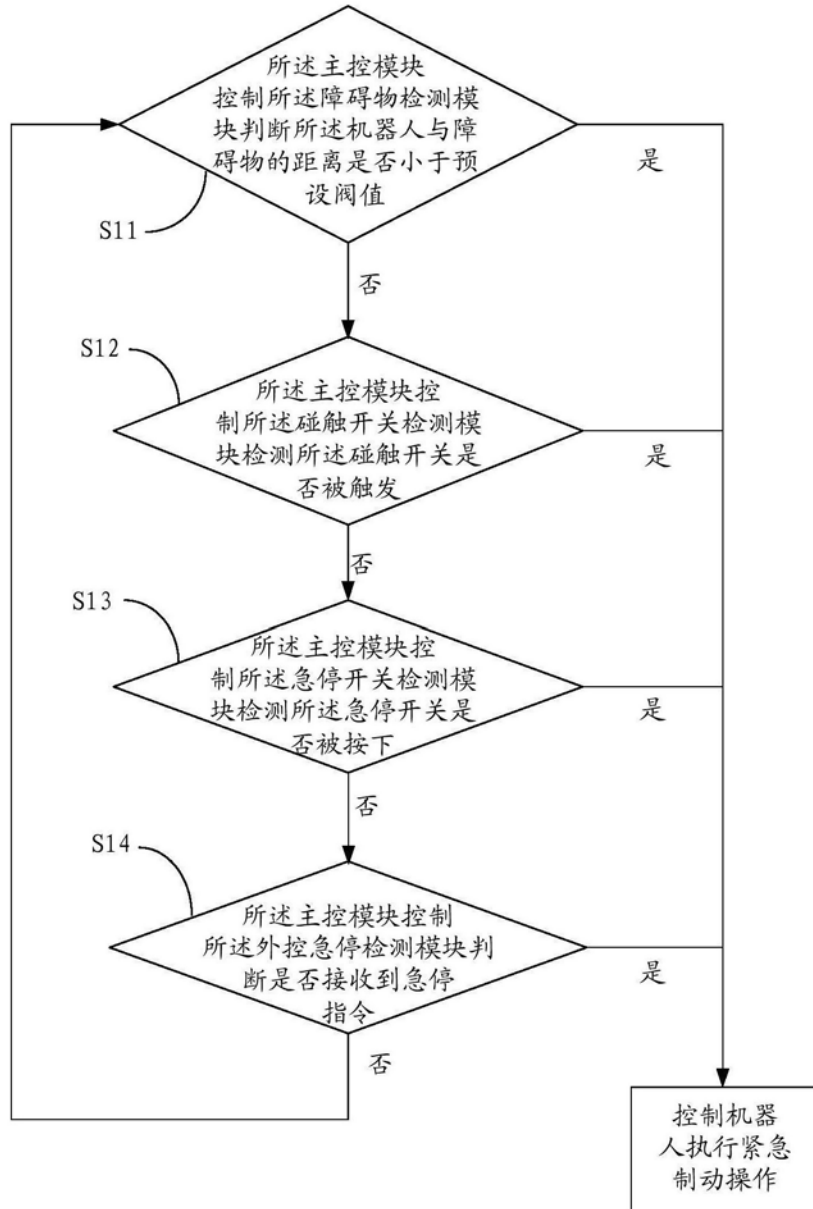 所述主控模块
控制所述障碍物检测模
块判断所述机器人与障
碍物的距离是否小于预
设阀值
是
S11
否
S12
所述主控模块控
制所述碰触开关检测模
块检测所述碰触开关是
否被触发
是
否
S13
所述主控模块控
制所述急停开关检测模
块检测所述急停开关是
否被按下
是
否
S14
所述主控模块控制
所述外控急停检测模块判
断是否接收到急停
指令
是
否
控制机器
人执行紧急
制动操作